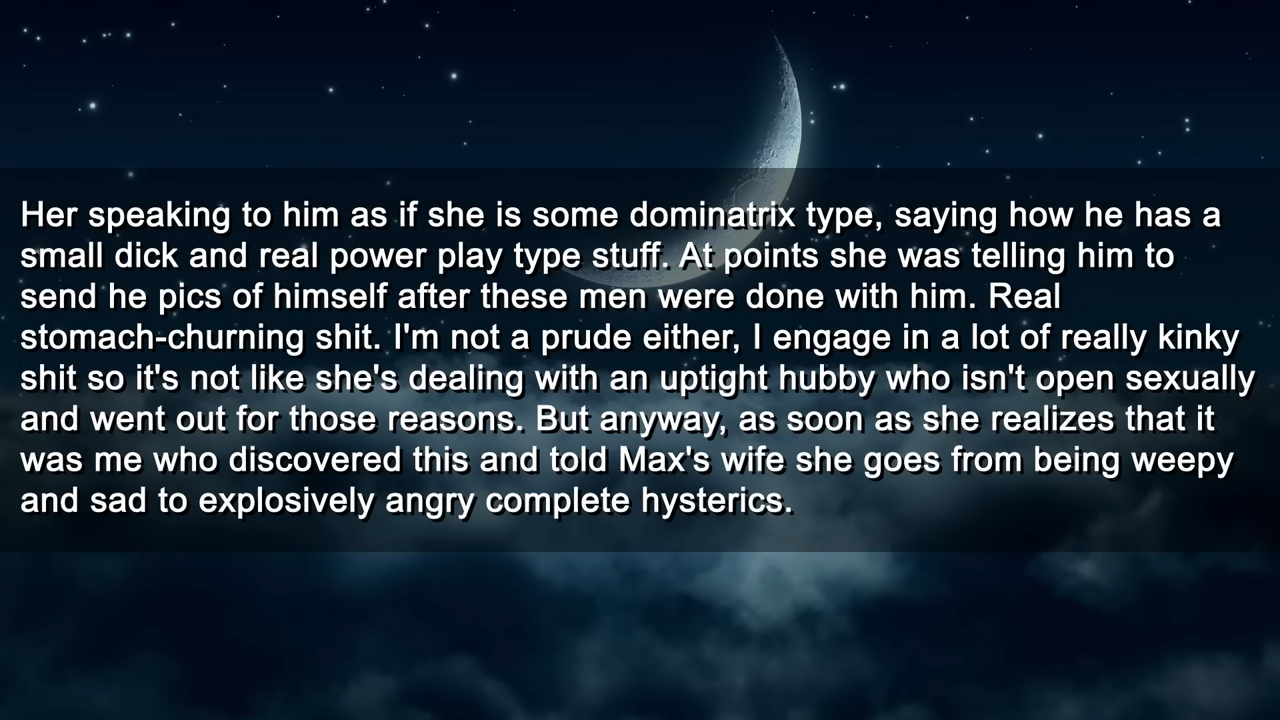 Her speaking to him as if she is some dominatrix type, saying how he has a
small dick and real power play type stuff. At points she was telling him to
send he pics of himself after these men were done with him. Real
stomach-churning shit. I'm not a prude either, I engage in a lot of really kinky
shit so it's not like she's dealing with an uptight hubby who isn't open sexually
and went out for those reasons. But anyway, as soon as she realizes that it
was me who discovered this and told Max's wife she goes from being weepy
and sad to explosively angry complete hysterics.